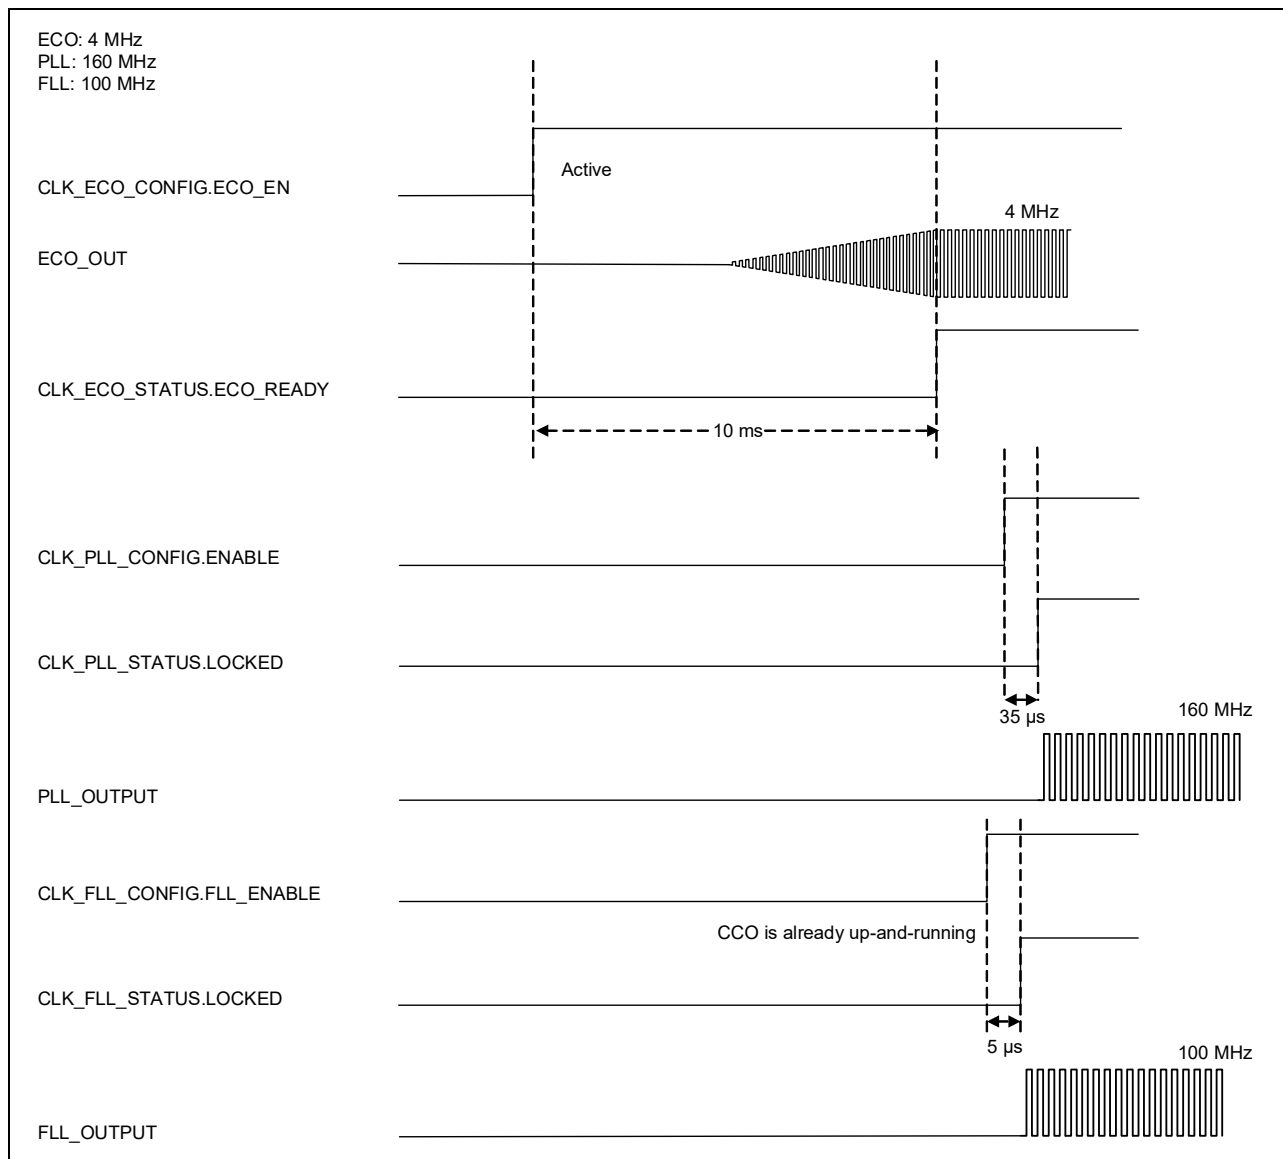 ECO: 4 MHz
PLL: 160 MHz
FLL: 100 MHz
Active
CLK_ECO_CONFIG.ECO_EN
4 MHz
ECO_OUT
CLK_ECO_STATUS.ECO_READY
10 ms
CLK_PLL_CONFIG.ENABLE
CLK_PLL_STATUS.LOCKED
35 µs
160 MHz
PLL_OUTPUT
CLK_FLL_CONFIG.FLL_ENABLE
CCO is already up-and-running
CLK_FLL_STATUS.LOCKED
5 µs
100 MHz
FLL_OUTPUT